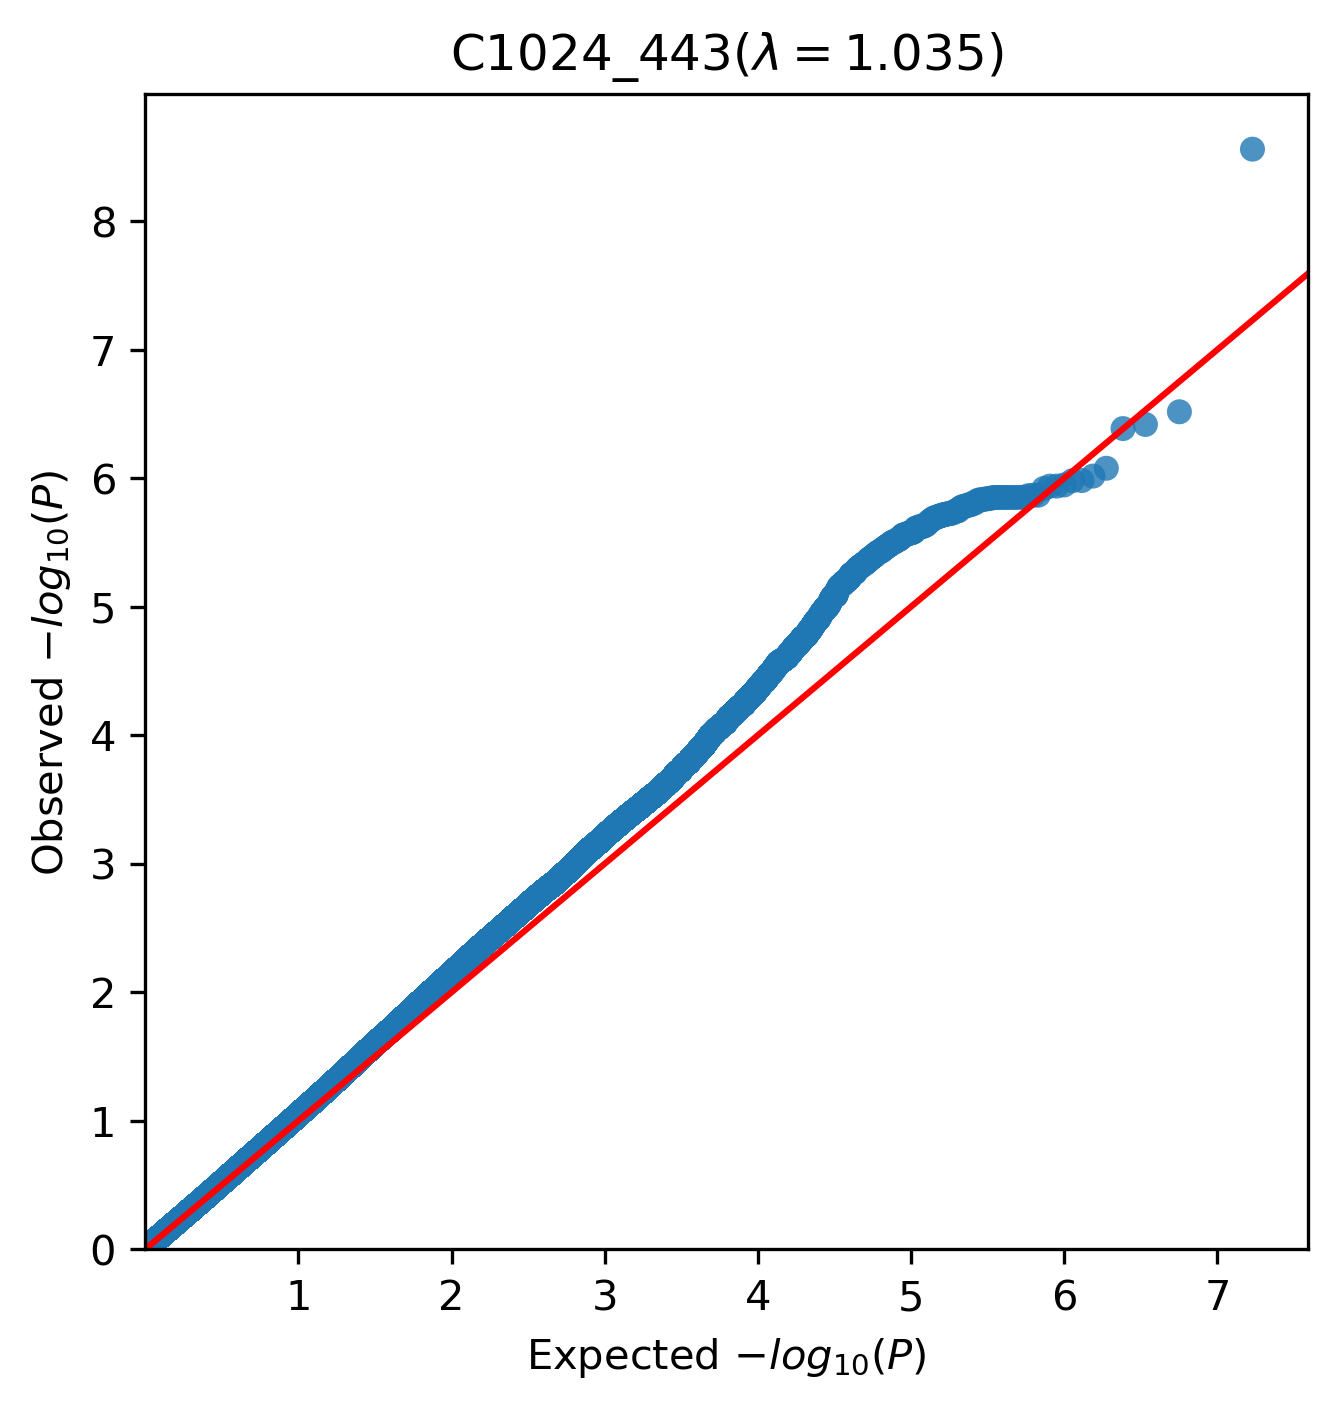 C1024_443(λ = 1.035)
8
7
6
5
4
3
2
1
0
Observed −log₁₀(P)
1 2 3 4 5 6 7
Expected −log₁₀(P)